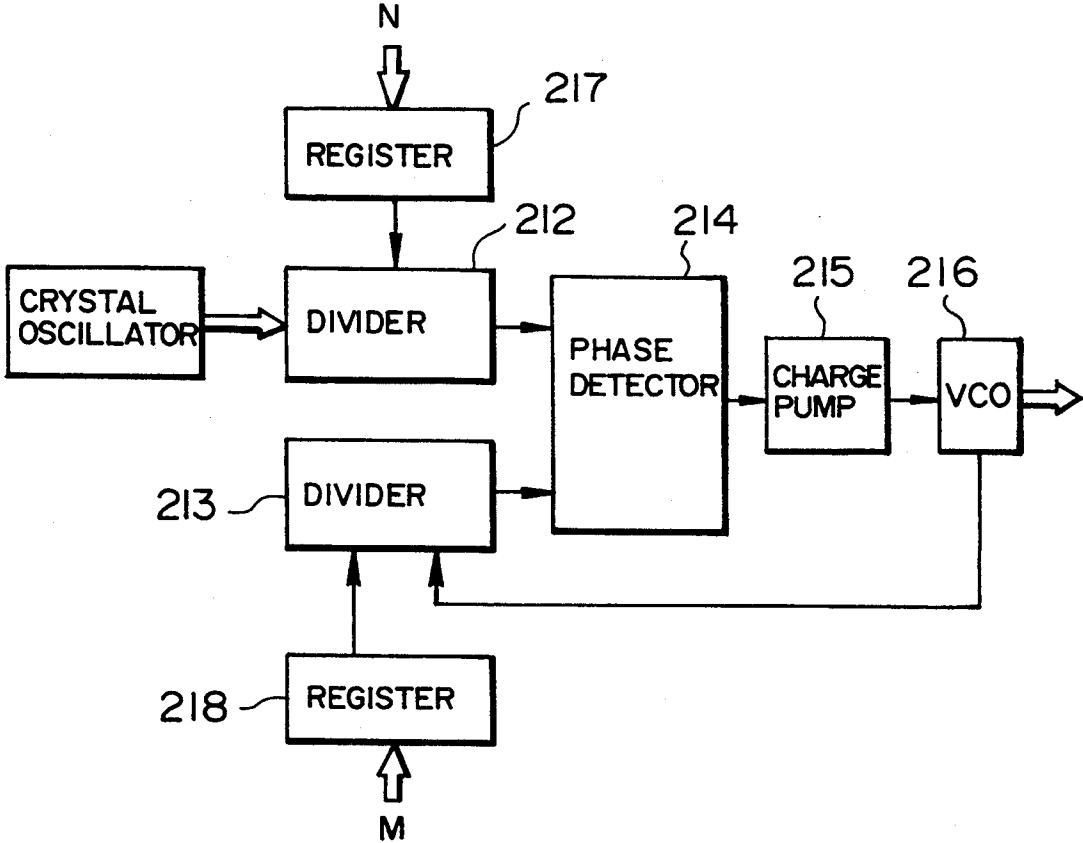 N
217
REGISTER
212
214
215
216
CRYSTAL
OSCILLATOR
DIVIDER
PHASE
DETECTOR
CHARGE
PUMP
VCO
213
DIVIDER
218
REGISTER
M